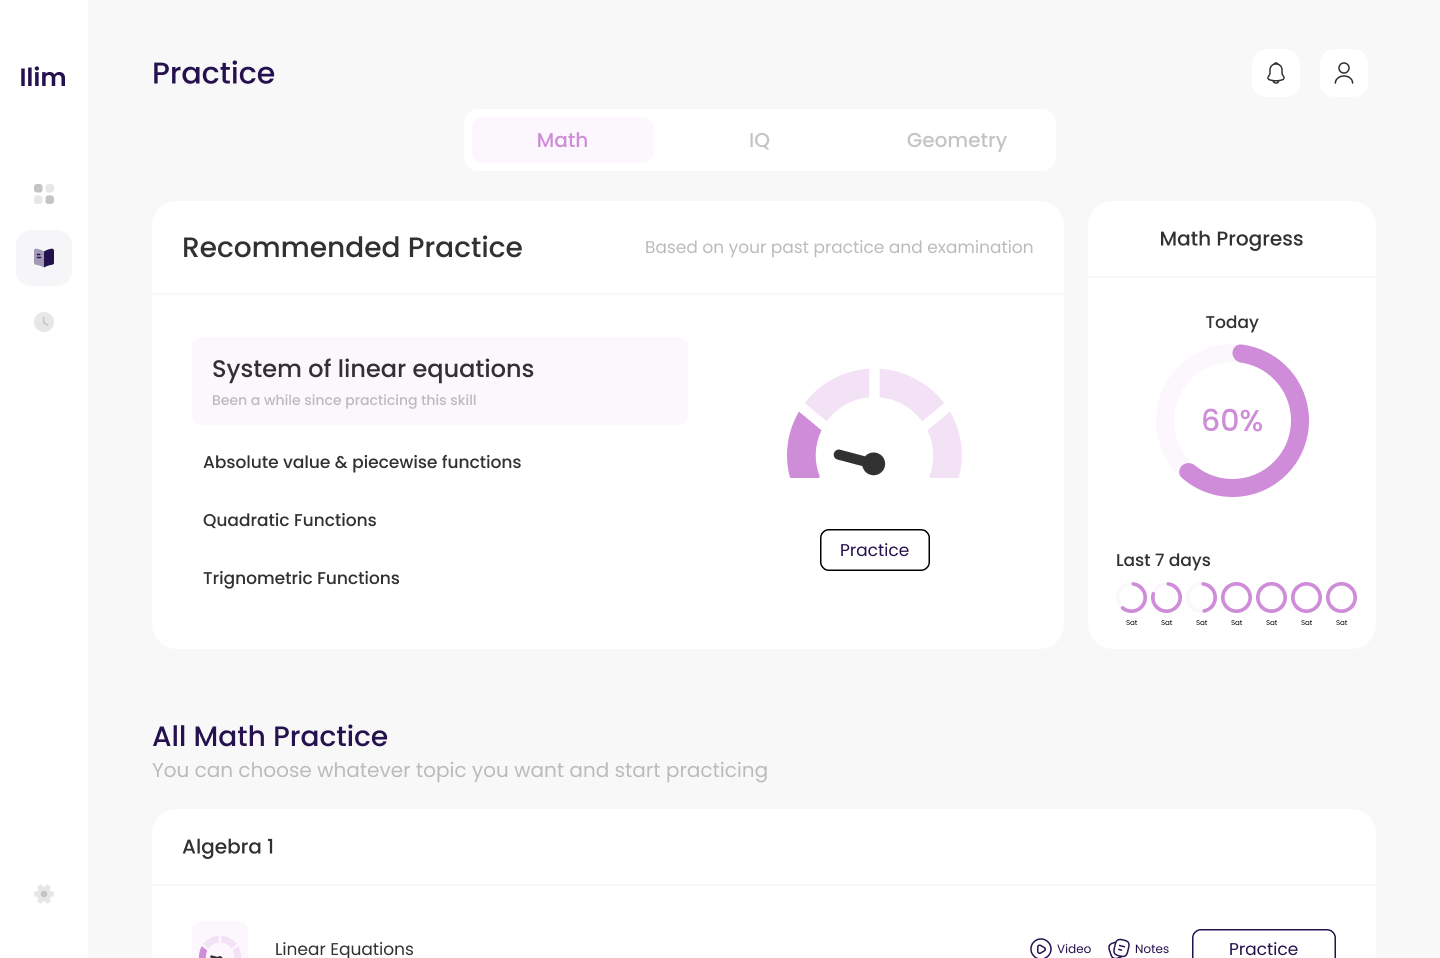 Ilim
Practice
Math
IQ
Geometry
Recommended Practice
Based on your past practice and examination
System of linear equations
Been a while since practicing this skill
Absolute value & piecewise functions
Quadratic Functions
Trignometric Functions
Practice
Math Progress
Today
60%
Last 7 days
Sat Sat Sat Sat Sat Sat Sat
All Math Practice
You can choose whatever topic you want and start practicing
Algebra 1
Linear Equations
Video
Notes
Practice